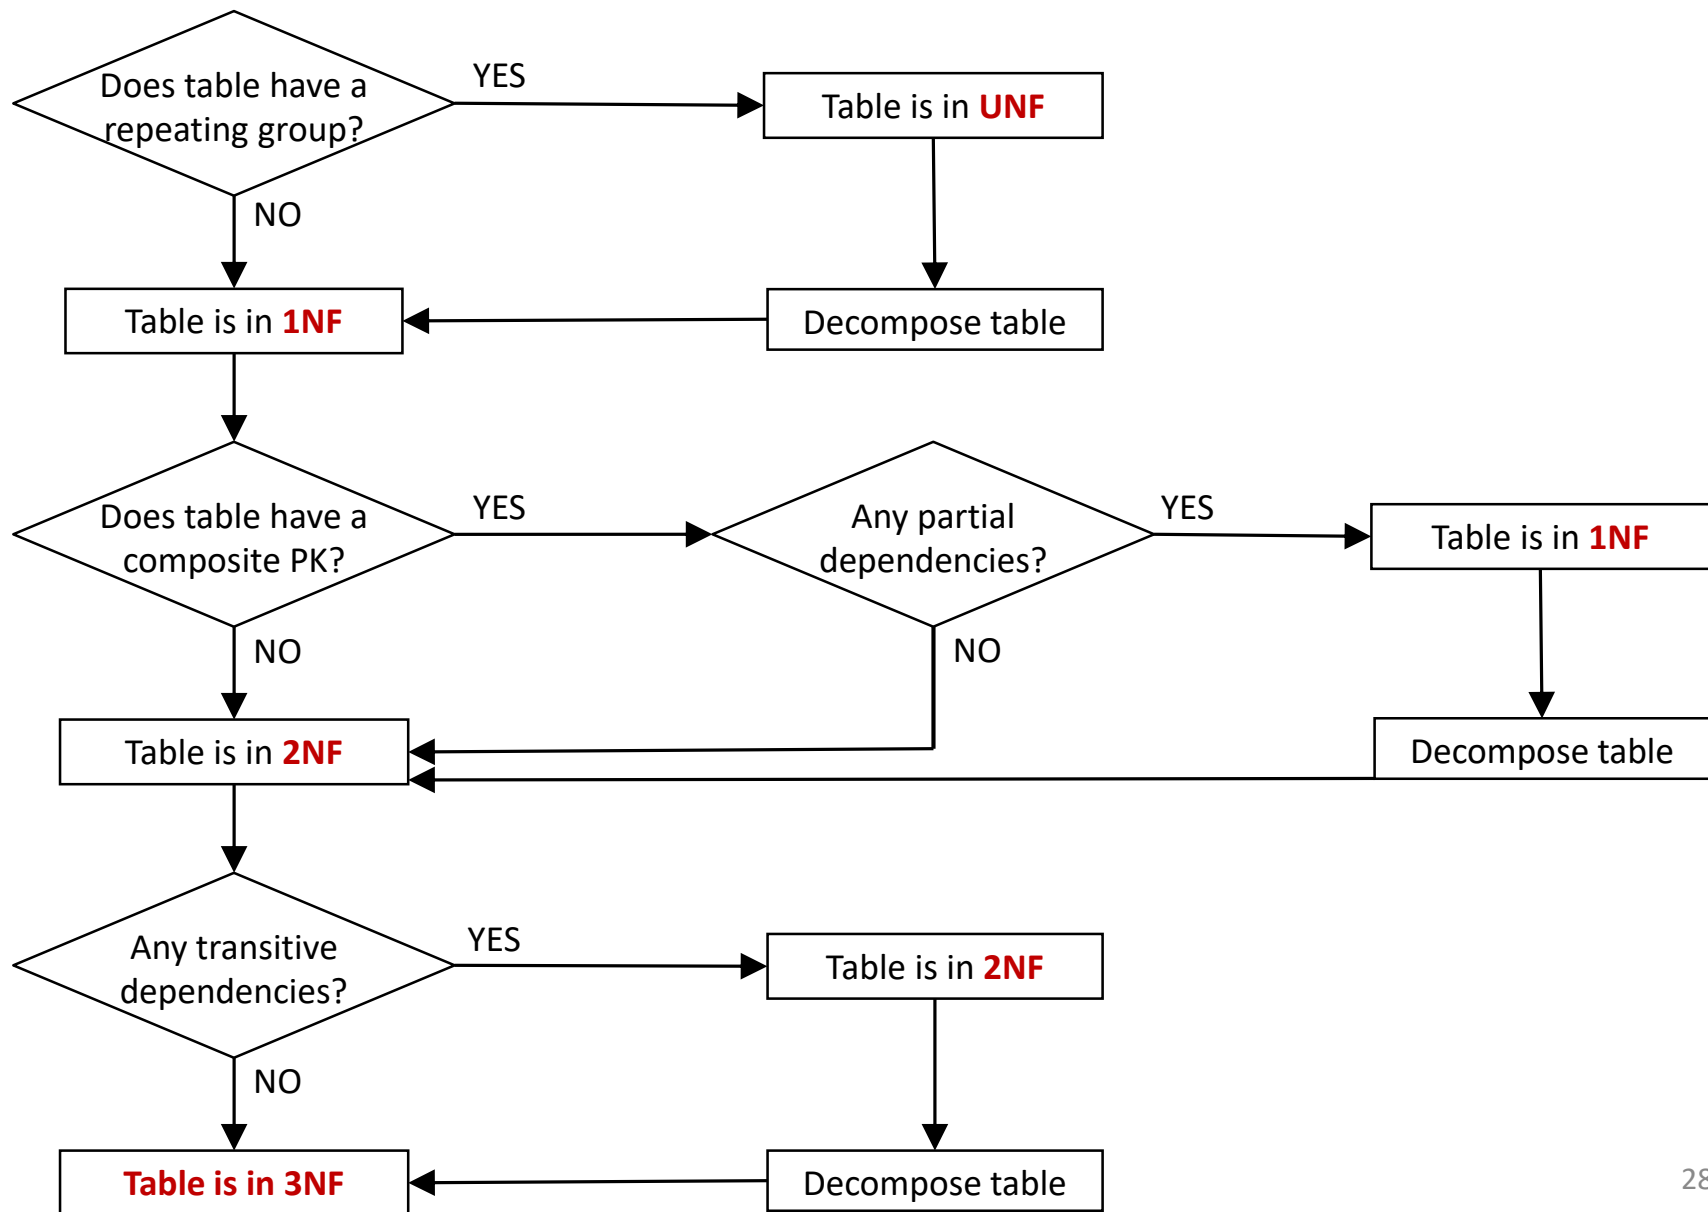 Does table have a
repeating group?
YES
Table is in UNF
NO
Table is in 1NF
Decompose table
Does table have a
composite PK?
YES
Any partial
dependencies?
YES
Table is in 1NF
NO
NO
Table is in 2NF
Decompose table
Any transitive
dependencies?
YES
Table is in 2NF
NO
Table is in 3NF
Decompose table
28